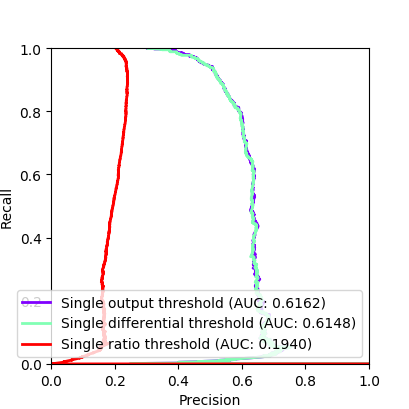 1.0
0.8
0.6
0.4
0.2
0.0
Recall
Single output threshold (AUC: 0.6162)
Single differential threshold (AUC: 0.6148)
Single ratio threshold (AUC: 0.1940)
0.0 0.2 0.4 0.6 0.8 1.0
Precision